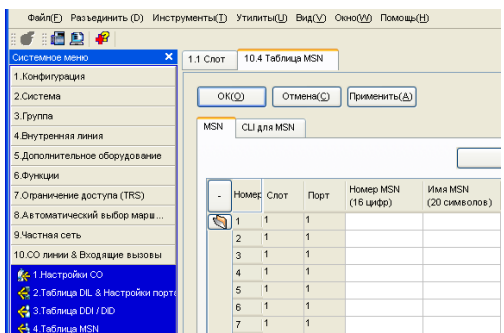 Файл(F) Разъединить (D) Инструменты(T) Утилиты(U) Вид(V) Окно(W) Помощь(H)
Системное меню
1.1 Слот 10.4 Таблица MSN
1.Конфигурация
2.Система
3.Группа
4.Внутренняя линия
5.Дополнительное оборудование
6.Функции
7.Ограничение доступа (TRS)
8.Автоматический выбор марш...
9.Частная сеть
10.CO линии & Входящие вызовы
1.Настройки CO
2.Таблица DIL & Настройки порта
3.Таблица DDI / DID
4.Таблица MSN
OK(O) Отмена(C) Применить(A)
MSN CLI для MSN
- Номер Слот Порт Номер MSN (16 цифр) Имя MSN (20 символов)
1 1 1
2 1 1
3 1 1
4 1 1
5 1 1
6 1 1
7 1 1